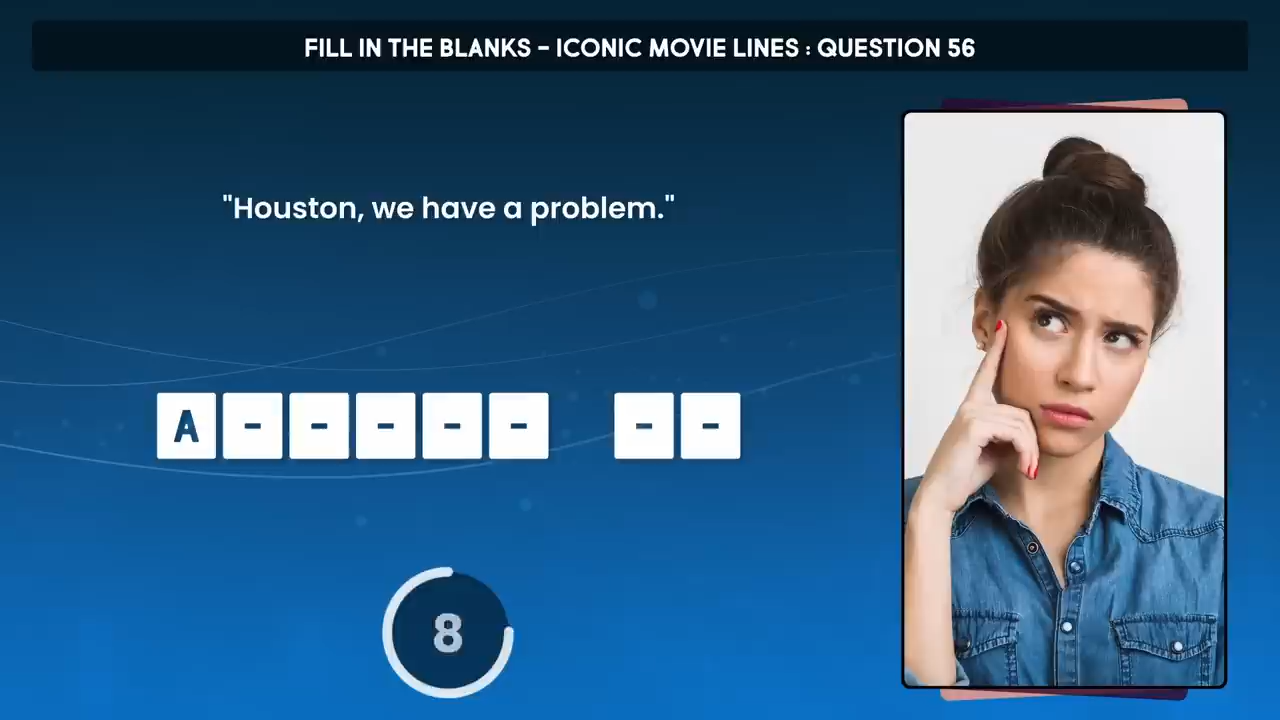 FILL IN THE BLANKS - ICONIC MOVIE LINES : QUESTION 56
"Houston, we have a problem."
A - - - - - - -
8